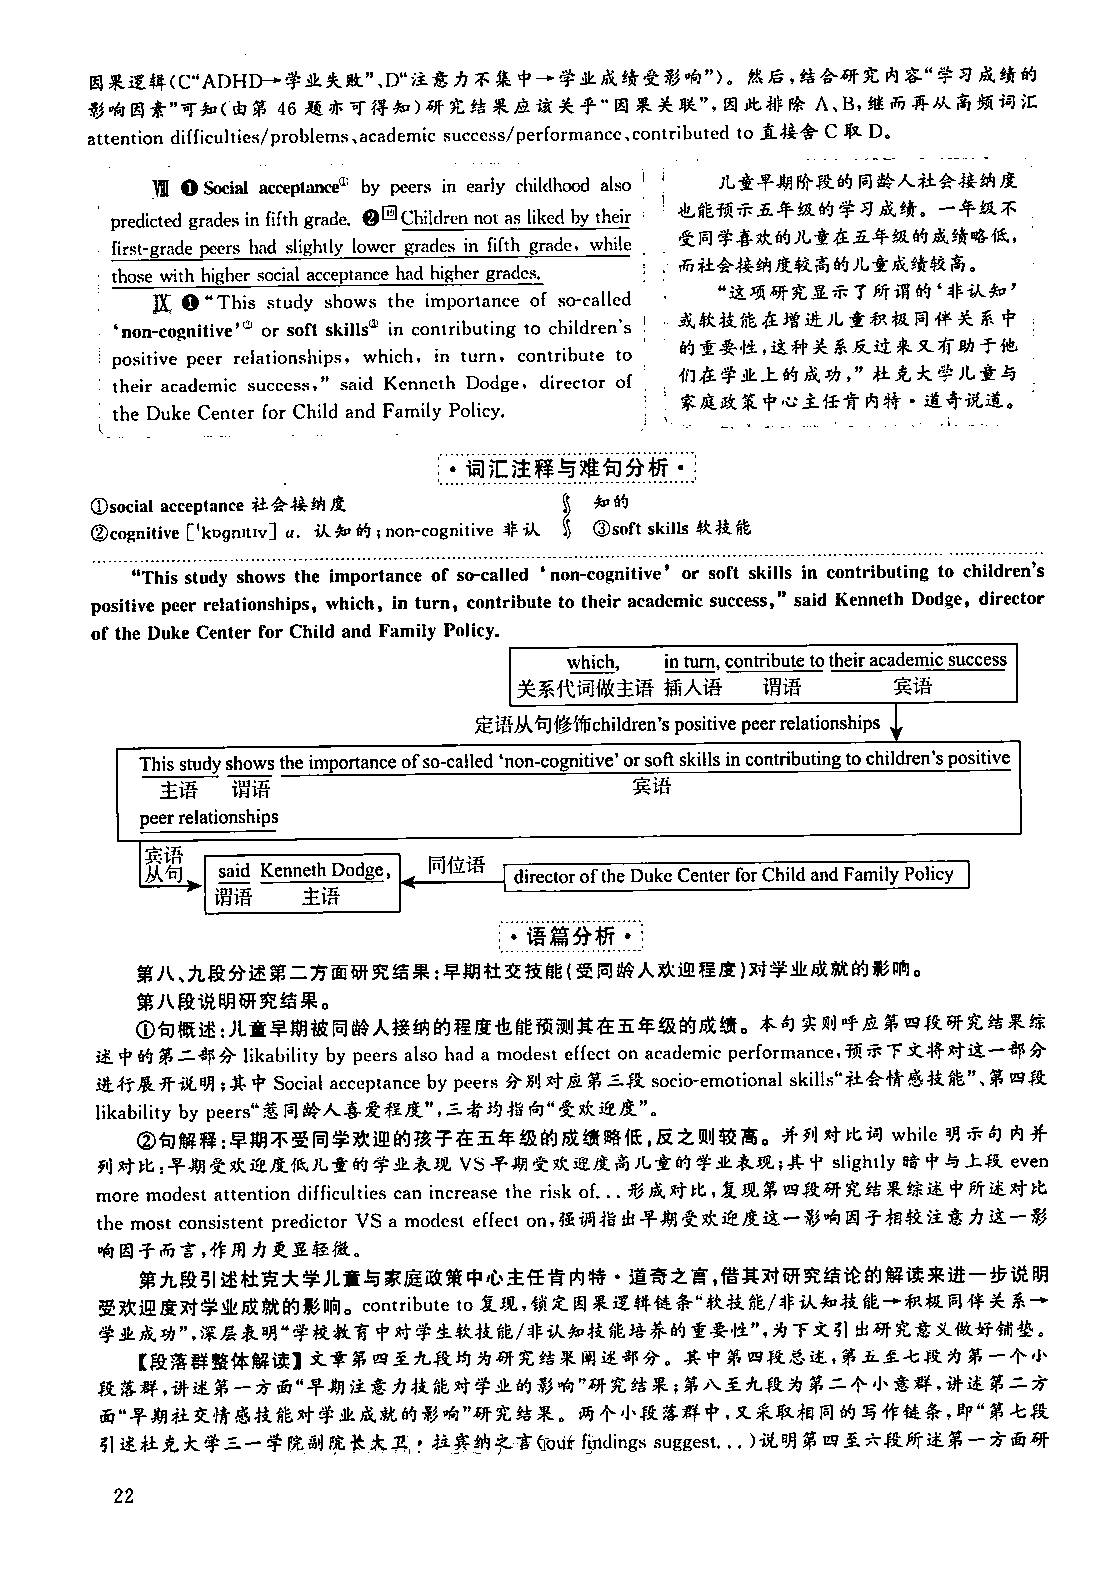 因果逻辑(C“ADHD→学业失败”、D“注意力不集中→学业成绩受影响”)。然后,结合研究内容“学习成绩的
影响因素”可知(由第 46 题亦可得知)研究结果应该关乎“因果关联”,因此排除 A、B,继而再从高频词汇
attention difficulties/problems、academic success/performance、contributed to 直接舍 C 取 D。
Ⅷ ❶ Social acceptance① by peers in early childhood also
predicted grades in fifth grade. ❷[49]Children not as liked by their
first-grade peers had slightly lower grades in fifth grade, while
those with higher social acceptance had higher grades.
Ⅸ ❶ “This study shows the importance of so-called
‘non-cognitive’② or soft skills③ in contributing to children's
positive peer relationships, which, in turn, contribute to
their academic success,” said Kenneth Dodge, director of
the Duke Center for Child and Family Policy.
儿童早期阶段的同龄人社会接纳度
也能预示五年级的学习成绩。一年级不
受同学喜欢的儿童在五年级的成绩略低,
而社会接纳度较高的儿童成绩较高。
“这项研究显示了所谓的‘非认知’
或软技能在增进儿童积极同伴关系中
的重要性,这种关系反过来又有助于他
们在学业上的成功,”杜克大学儿童与
家庭政策中心主任肯内特·道奇说道。
·词汇注释与难句分析·
①social acceptance 社会接纳度
②cognitive [ˈkɒgnɪtɪv] a. 认知的;non-cognitive 非认
知的
③soft skills 软技能
“This study shows the importance of so-called ‘non-cognitive’ or soft skills in contributing to children's
positive peer relationships, which, in turn, contribute to their academic success,” said Kenneth Dodge, director
of the Duke Center for Child and Family Policy.
which, in turn, contribute to their academic success
关系代词做主语 插入语 谓语 宾语
定语从句修饰children's positive peer relationships
This study shows the importance of so-called ‘non-cognitive’ or soft skills in contributing to children's positive
主语 谓语 宾语
peer relationships
宾语
从句
said Kenneth Dodge,
谓语 主语
同位语
director of the Duke Center for Child and Family Policy
·语篇分析·
第八、九段分述第二方面研究结果:早期社交技能(受同龄人欢迎程度)对学业成就的影响。
第八段说明研究结果。
①句概述:儿童早期被同龄人接纳的程度也能预测其在五年级的成绩。本句实则呼应第四段研究结果综
述中的第二部分 likability by peers also had a modest effect on academic performance,预示下文将对这一部分
进行展开说明;其中 Social acceptance by peers 分别对应第三段 socio-emotional skills“社会情感技能”、第四段
likability by peers“惹同龄人喜爱程度”,三者均指向“受欢迎度”。
②句解释:早期不受同学欢迎的孩子在五年级的成绩略低,反之则较高。并列对比词 while 明示句内并
列对比:早期受欢迎度低儿童的学业表现 VS 早期受欢迎度高儿童的学业表现;其中 slightly 暗中与上段 even
more modest attention difficulties can increase the risk of... 形成对比,复现第四段研究结果综述中所述对比
the most consistent predictor VS a modest effect on,强调指出早期受欢迎度这一影响因子相较注意力这一影
响因子而言,作用力更显轻微。
第九段引述杜克大学儿童与家庭政策中心主任肯内特·道奇之言,借其对研究结论的解读来进一步说明
受欢迎度对学业成就的影响。contribute to 复现,锁定因果逻辑链条“软技能/非认知技能→积极同伴关系→
学业成功”,深层表明“学校教育中对学生软技能/非认知技能培养的重要性”,为下文引出研究意义做好铺垫。
【段落群整体解读】文章第四至九段均为研究结果阐述部分。其中第四段总述,第五至七段为第一个小
段落群,讲述第一方面“早期注意力技能对学业的影响”研究结果;第八至九段为第二个小意群,讲述第二方
面“早期社交情感技能对学业成就的影响”研究结果。两个小段落群中,又采取相同的写作链条,即“第七段
引述杜克大学三一学院副院长大卫·拉宾纳之言(our findings suggest...)说明第四至六段所述第一方面研
22